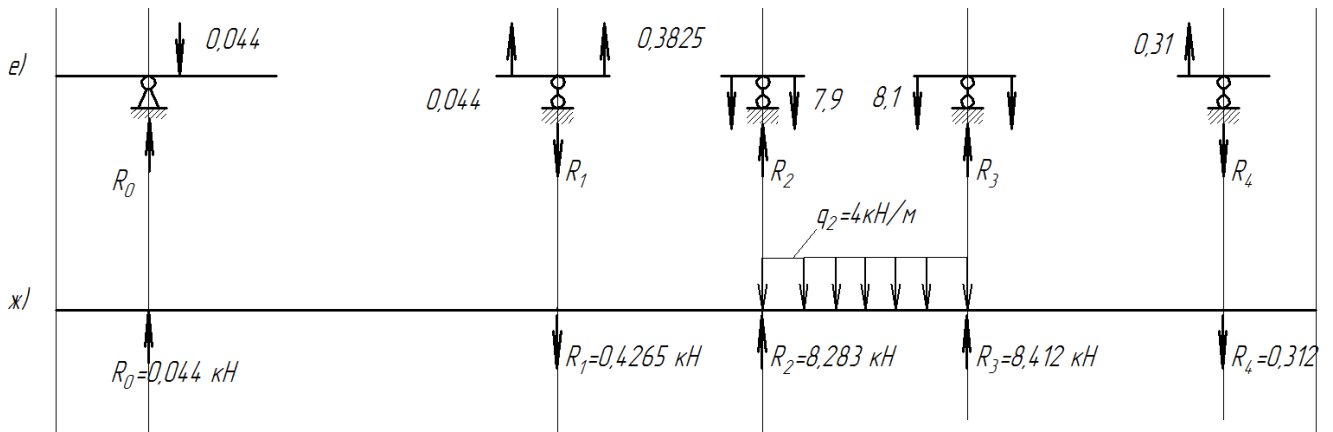 е)
0,044
0,044
0,3825
7,9
8,1
0,31
R₀
R₁
R₂
R₃
R₄
q₂=4кН/м
ж)
R₀=0,044 кН
R₁=0,4265 кН
R₂=8,283 кН
R₃=8,412 кН
R₄=0,312